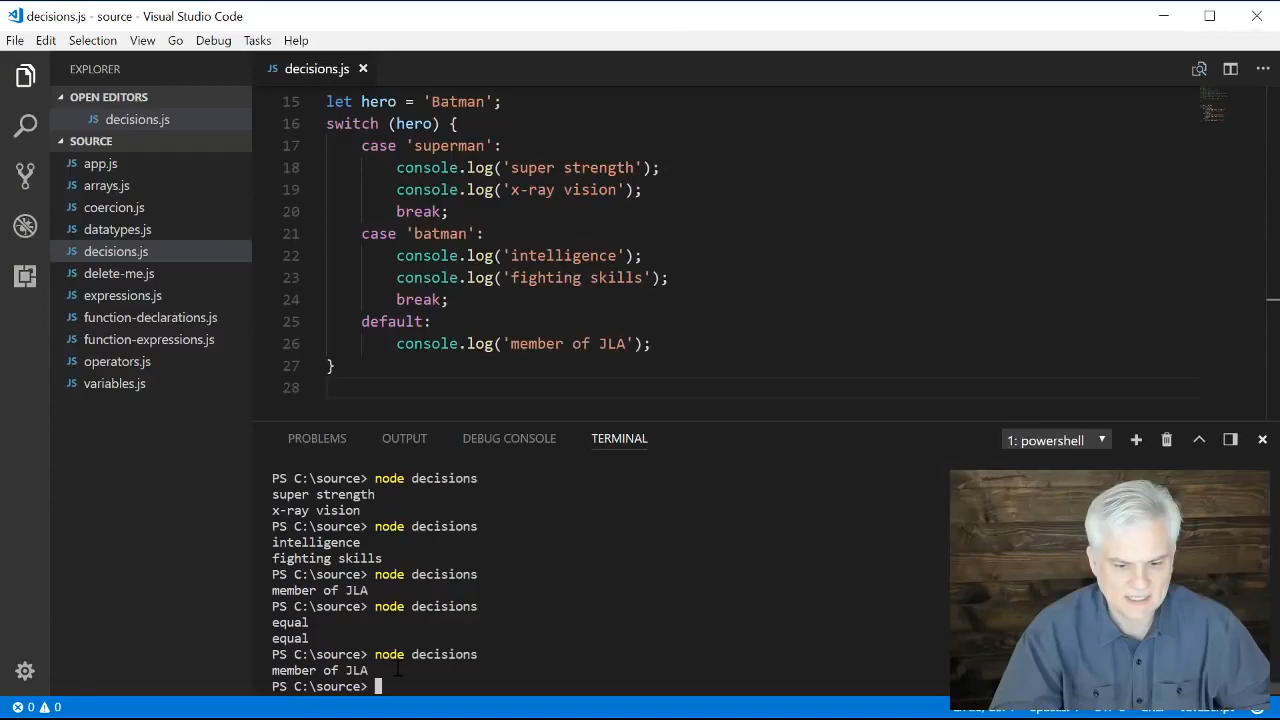 decisions.js - source - Visual Studio Code
File Edit Selection View Go Debug Tasks Help
EXPLORER
OPEN EDITORS
decisions.js
SOURCE
JS app.js
JS arrays.js
JS coercion.js
JS datatypes.js
JS decisions.js
JS delete-me.js
JS expressions.js
JS function-declarations.js
JS function-expressions.js
JS operators.js
JS variables.js
JS decisions.js
15 let hero = 'Batman';
16 switch (hero) {
17 case 'superman':
18 console.log('super strength');
19 console.log('x-ray vision');
20 break;
21 case 'batman':
22 console.log('intelligence');
23 console.log('fighting skills');
24 break;
25 default:
26 console.log('member of JLA');
27 }
28
PROBLEMS OUTPUT DEBUG CONSOLE TERMINAL 1: powershell
PS C:\source> node decisions
super strength
x-ray vision
PS C:\source> node decisions
intelligence
fighting skills
PS C:\source> node decisions
member of JLA
PS C:\source> node decisions
equal
equal
PS C:\source> node decisions
member of JLA
PS C:\source>
0 0